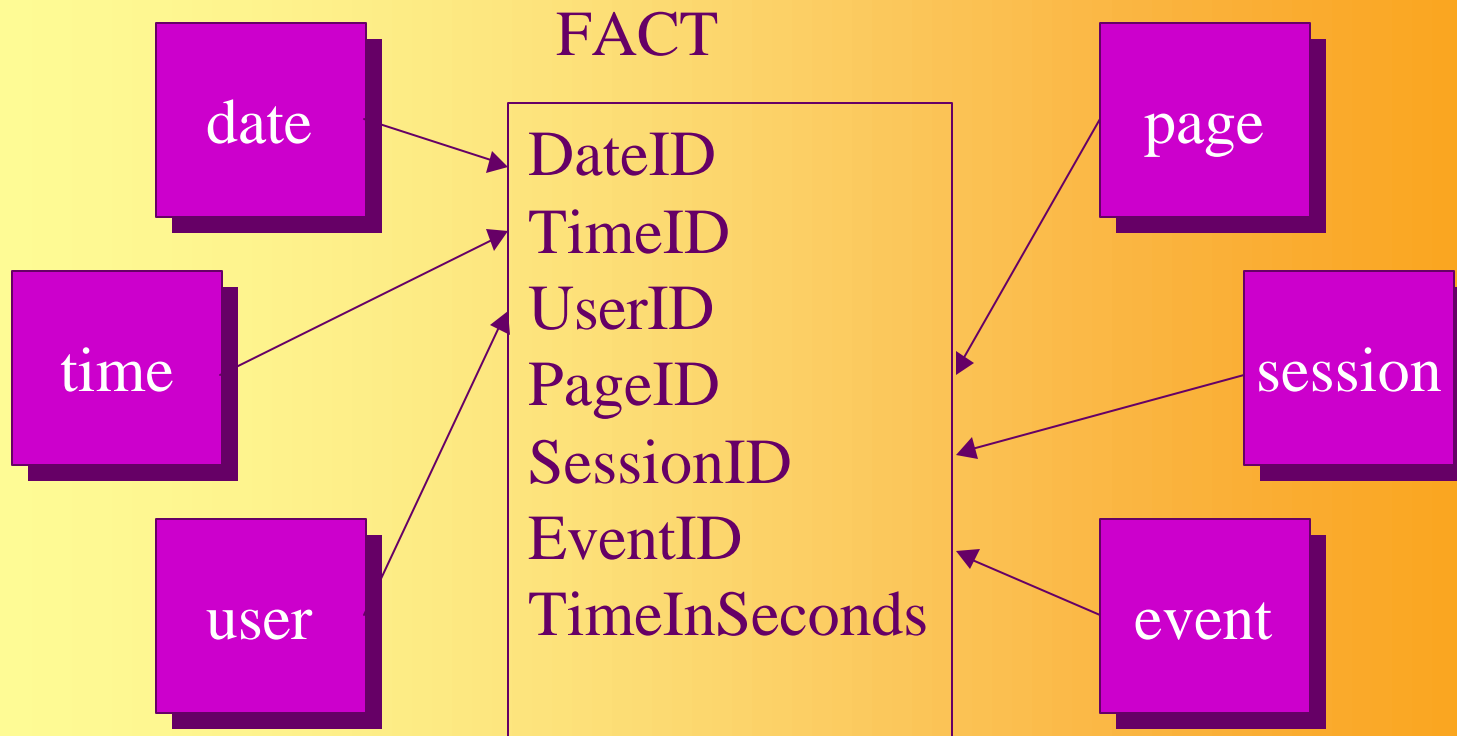 FACT
date
time
user
DateID
TimeID
UserID
PageID
SessionID
EventID
TimeInSeconds
page
session
event